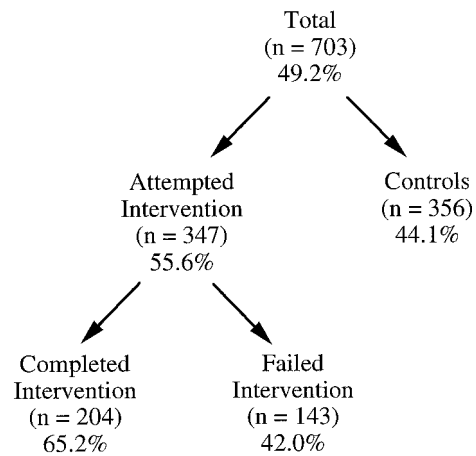 Total
(n = 703)
49.2%
Attempted
Intervention
(n = 347)
55.6%
Controls
(n = 356)
44.1%
Completed
Intervention
(n = 204)
65.2%
Failed
Intervention
(n = 143)
42.0%